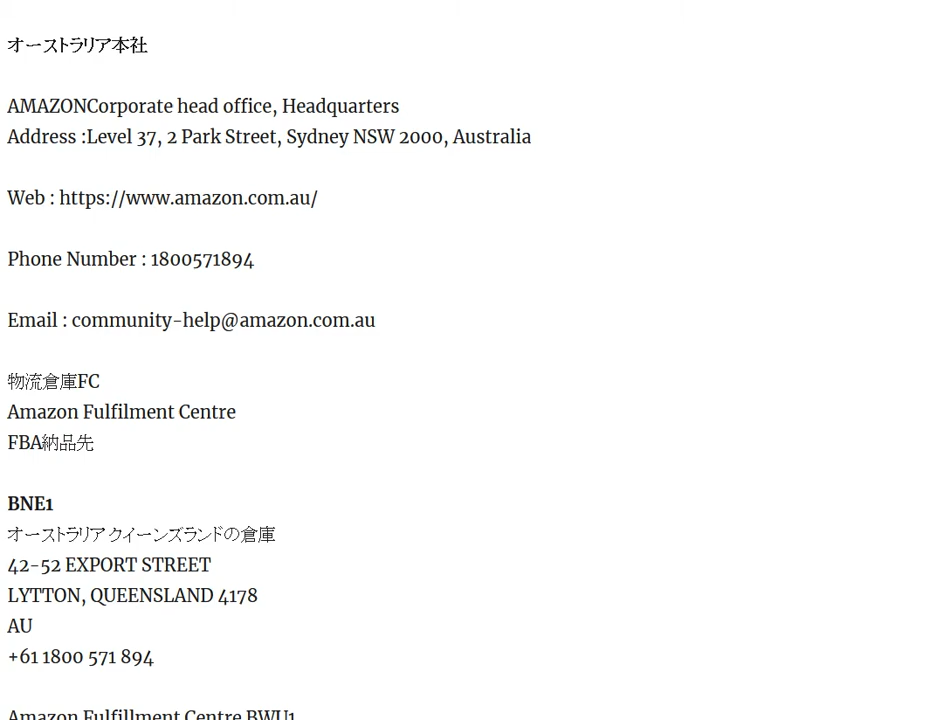 オーストラリア本社
AMAZONCorporate head office, Headquarters
Address :Level 37, 2 Park Street, Sydney NSW 2000, Australia
Web : https://www.amazon.com.au/
Phone Number : 1800571894
Email : community-help@amazon.com.au
物流倉庫FC
Amazon Fulfilment Centre
FBA納品先
BNE1
オーストラリア クイーンズランドの倉庫
42-52 EXPORT STREET
LYTTON, QUEENSLAND 4178
AU
+61 1800 571 894
Amazon Fulfillment Centre BWU1